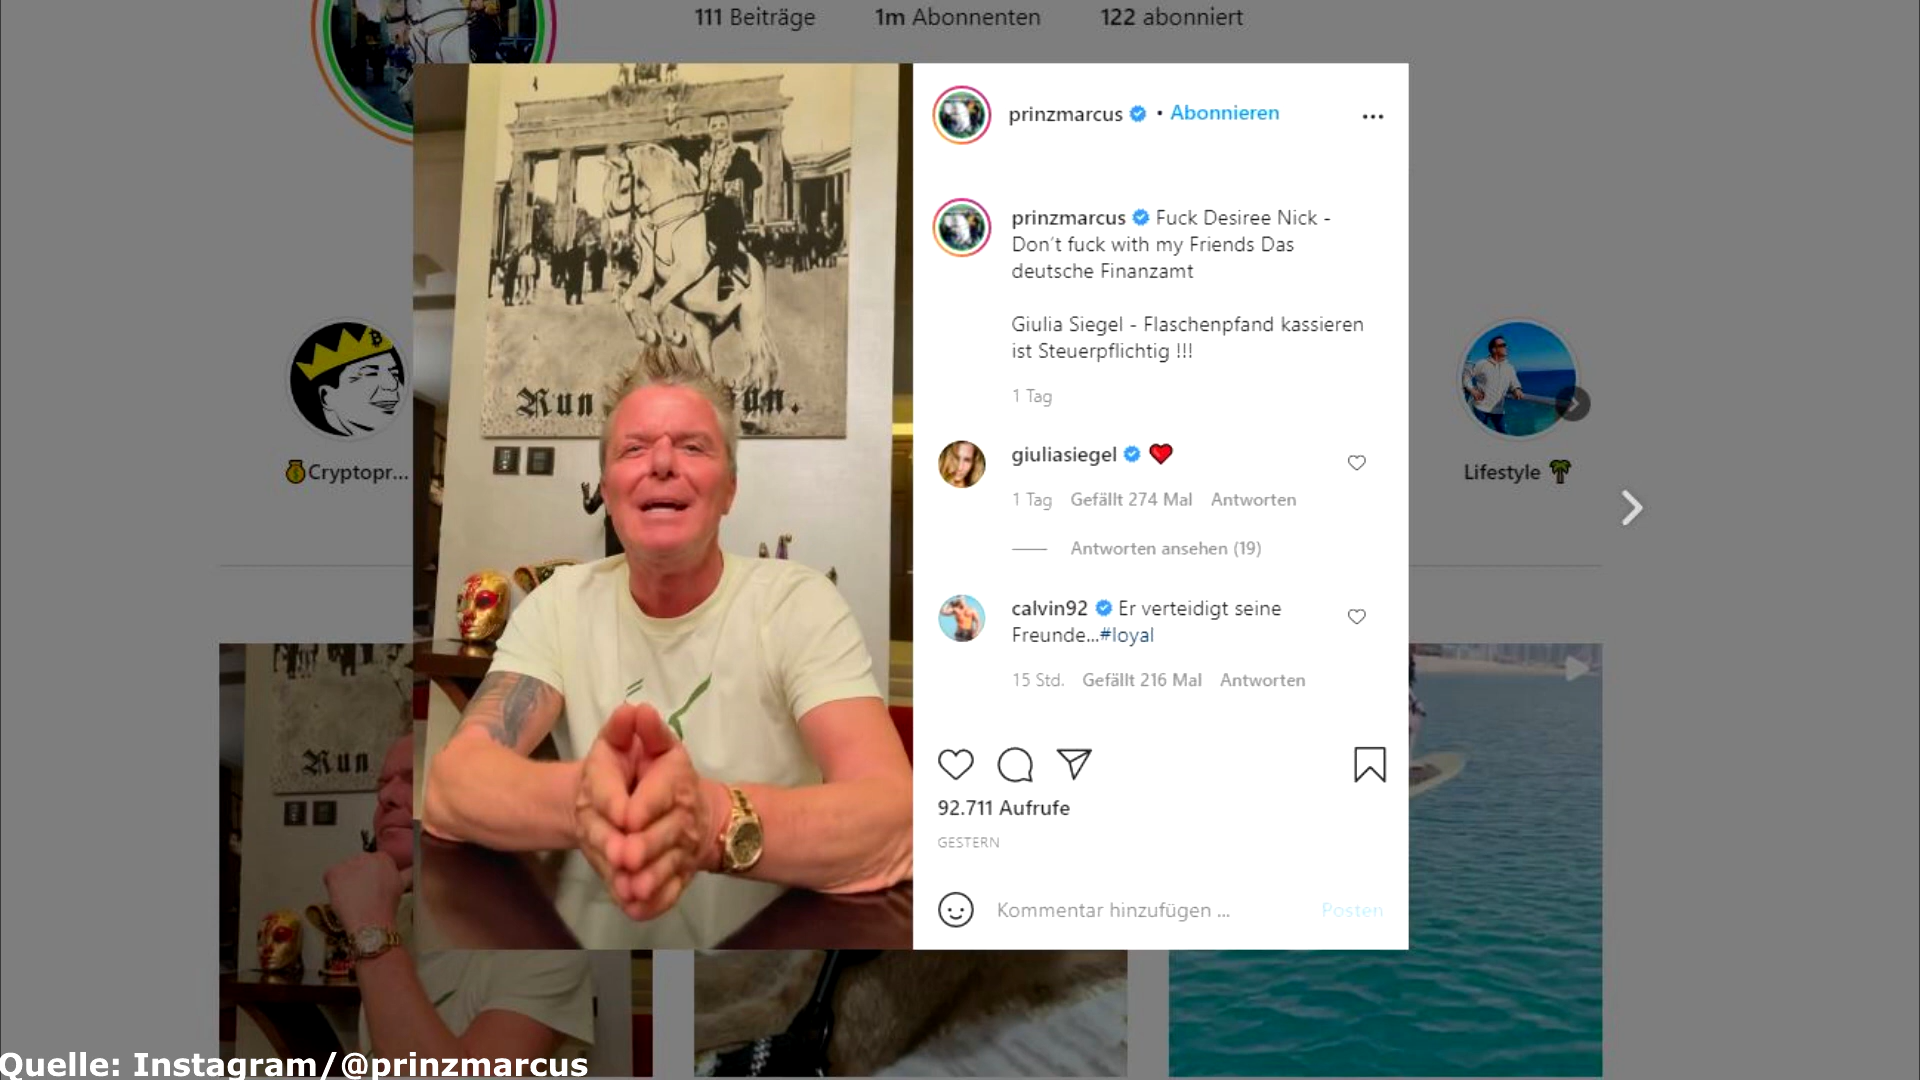 111 Beiträge
1m Abonnenten
122 abonniert
prinzmarcus • Abonnieren
prinzmarcus Fuck Desiree Nick -
Don´t fuck with my Friends Das
deutsche Finanzamt
Giulia Siegel - Flaschenpfand kassieren
ist Steuerpflichtig !!!
1 Tag
giuliasiegel ❤️
1 Tag Gefällt 274 Mal Antworten
Antworten ansehen (19)
calvin92 Er verteidigt seine
Freunde...#loyal
15 Std. Gefällt 216 Mal Antworten
92.711 Aufrufe
GESTERN
Kommentar hinzufügen ...
Posten
💰Cryptopr...
Lifestyle 🌴
Run
Run
Quelle: Instagram/@prinzmarcus